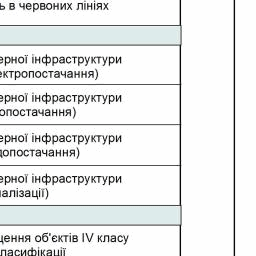 ь в червоних лініях
ерної інфраструктури
ектропостачання)
ерної інфраструктури
опостачання)
ерної інфраструктури
допостачання)
ерної інфраструктури
алізації)
щення об'єктів IV класу
ласифікації